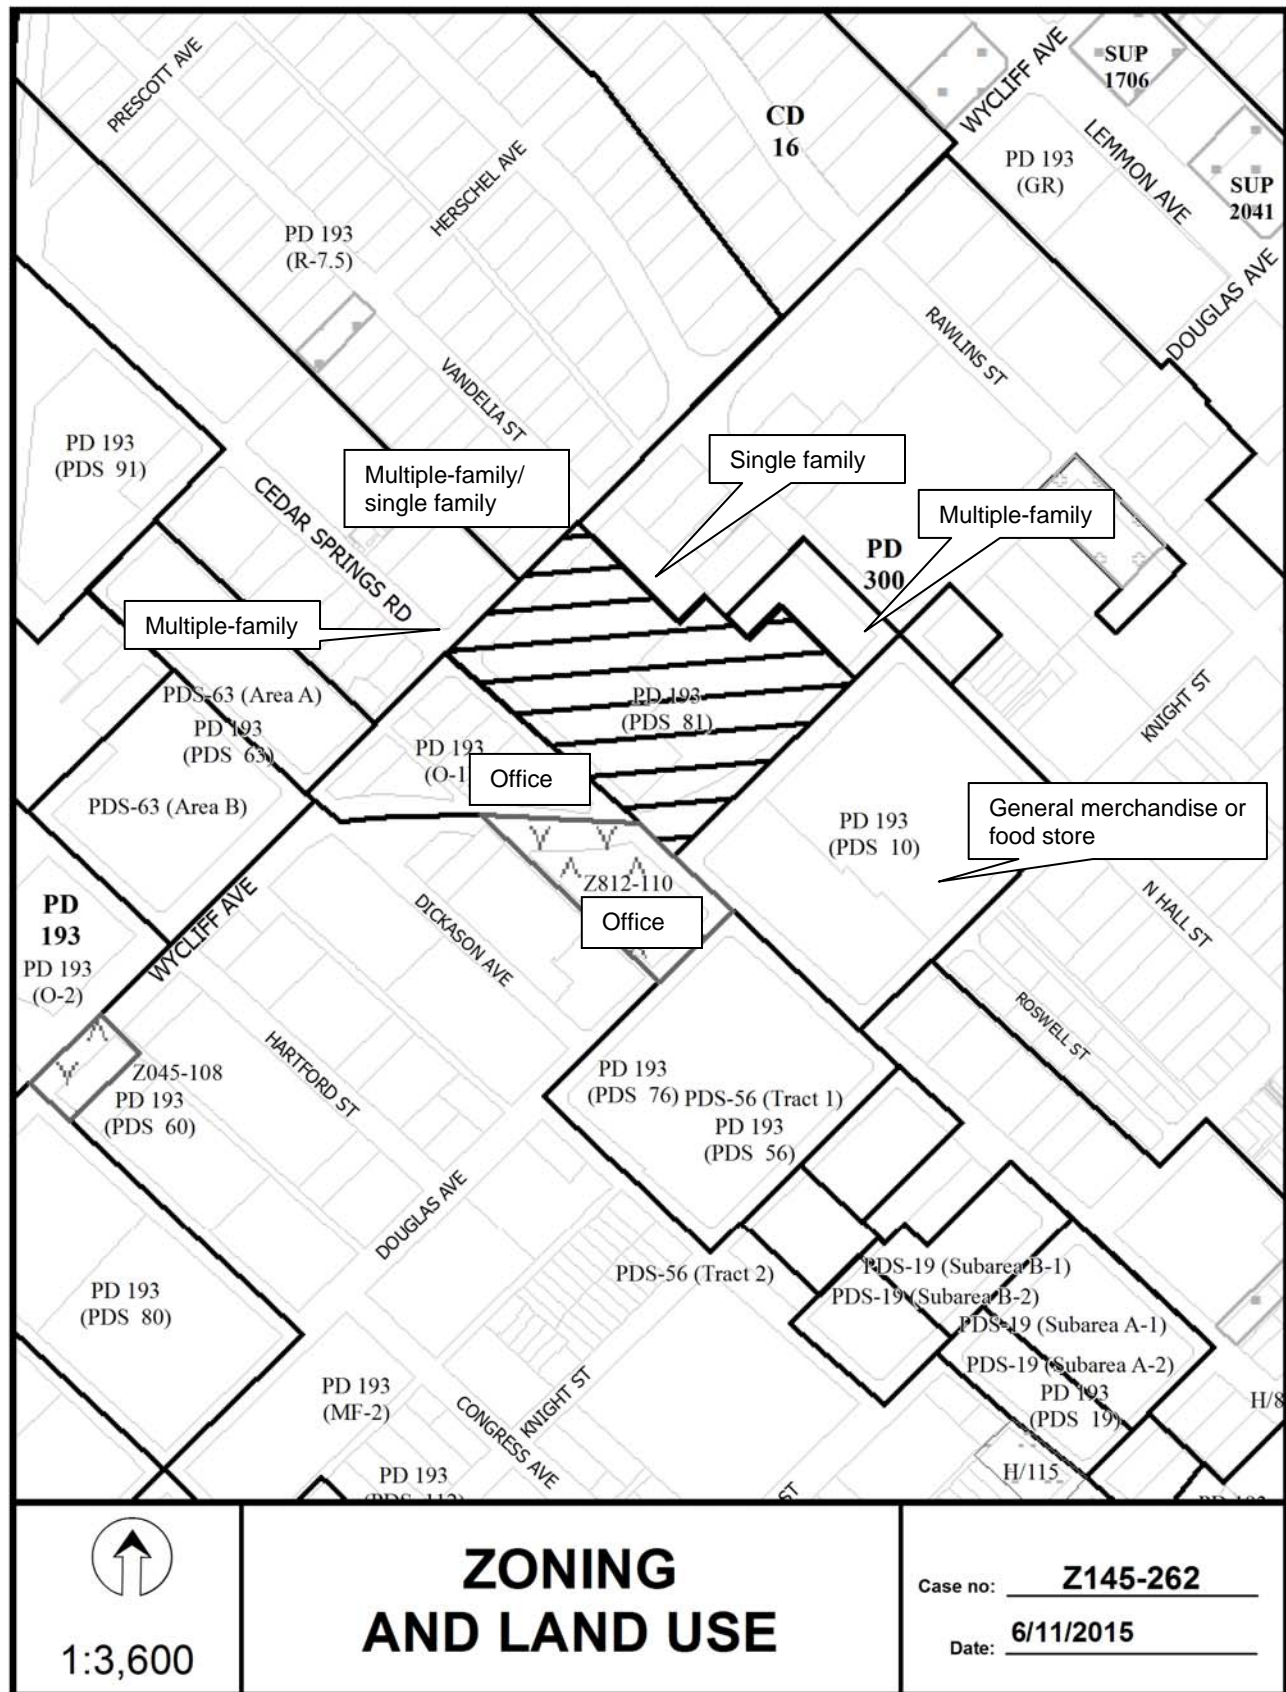 PRESCOTT AVE
HERSCHEL AVE
CD
16
WYCLIFF AVE
SUP
1706
PD 193
(GR)
LEMMON AVE
SUP
2041
PD 193
(R-7.5)
DOUGLAS AVE
RAWLINS ST
VANDELIA ST
PD 193
(PDS 91)
Multiple-family/
single family
Single family
CEDAR SPRINGS RD
Multiple-family
PD
300
Multiple-family
PDS-63 (Area A)
PD 193
(PDS 63)
PD 193
(PDS 81)
KNIGHT ST
PD 193
(O-1
Office
PDS-63 (Area B)
PD 193
(PDS 10)
General merchandise or
food store
Z812-110
Office
PD
193
PD 193
(O-2)
WYCLIFF AVE
DICKASON AVE
N HALL ST
ROSWELL ST
HARTFORD ST
Z045-108
PD 193
(PDS 60)
PD 193
(PDS 76)
PDS-56 (Tract 1)
PD 193
(PDS 56)
DOUGLAS AVE
PDS-56 (Tract 2)
PDS-19 (Subarea B-1)
PDS-19 (Subarea B-2)
PDS-19 (Subarea A-1)
PDS-19 (Subarea A-2)
PD 193
(PDS 19)
PD 193
(PDS 80)
PD 193
(MF-2)
KNIGHT ST
CONGRESS AVE
H/8
H/115
PD 193
(PDS 112)
ST
PD 193
1:3,600
ZONING
AND LAND USE
Case no: Z145-262
Date: 6/11/2015